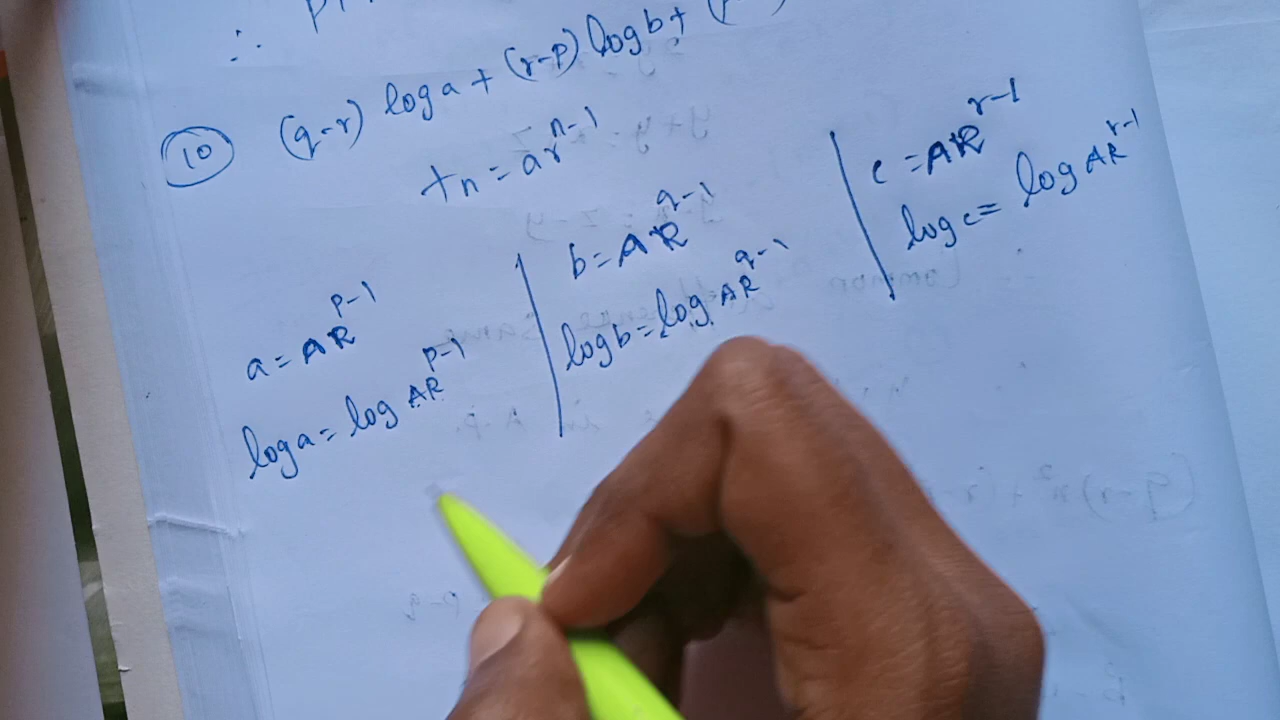 ⑩ (q-r) log a + (r-p) log b + (
tn = ar^(n-1)
a = AR^(p-1)
log a = log AR^(p-1)
b = AR^(q-1)
log b = log AR^(q-1)
c = AR^(r-1)
log c = log AR^(r-1)